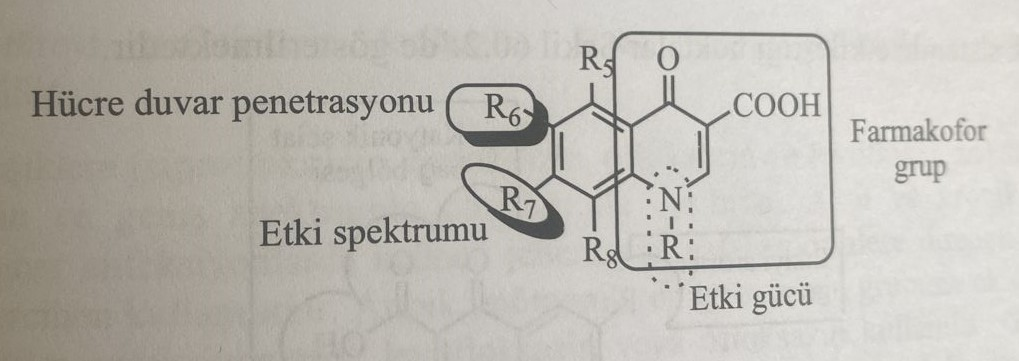 R5 O
Hücre duvar penetrasyonu R6 COOH
Farmakofor
grup
R7 N
Etki spektrumu R8 R
Etki gücü